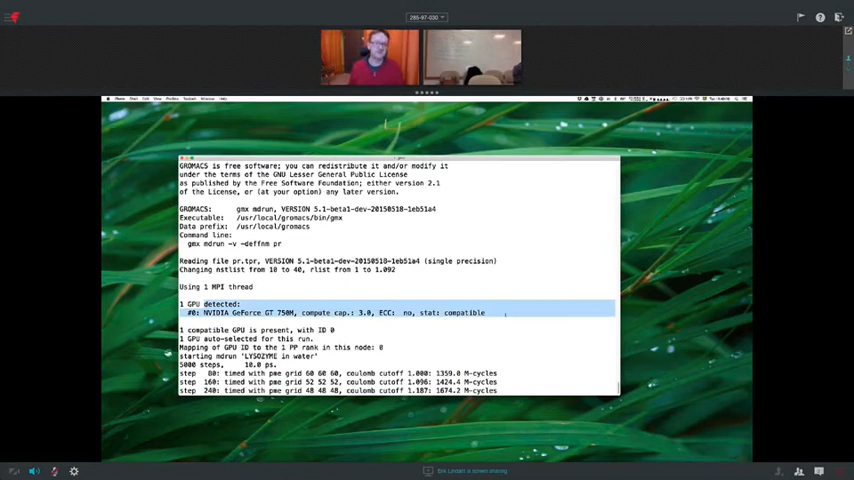 285-97-030
GROMACS is free software; you can redistribute it and/or modify it
under the terms of the GNU Lesser General Public License
as published by the Free Software Foundation; either version 2.1
of the License, or (at your option) any later version.
GROMACS: gmx mdrun, VERSION 5.1-beta1-dev-20150518-1eb51a4
Executable: /usr/local/gromacs/bin/gmx
Data prefix: /usr/local/gromacs
Command line:
gmx mdrun -v -deffnm pr
Reading file pr.tpr, VERSION 5.1-beta1-dev-20150518-1eb51a4 (single precision)
Changing nstlist from 10 to 40, rlist from 1 to 1.092
Using 1 MPI thread
1 GPU detected:
#0: NVIDIA GeForce GT 750M, compute cap.: 3.0, ECC: no, stat: compatible
1 compatible GPU is present, with ID 0
1 GPU auto-selected for this run.
Mapping of GPU ID to the 1 PP rank in this node: 0
starting mdrun 'LYSOZYME in water'
5000 steps, 10.0 ps.
step 80: timed with pme grid 60 60 60, coulomb cutoff 1.000: 1359.0 M-cycles
step 160: timed with pme grid 52 52 52, coulomb cutoff 1.096: 1424.4 M-cycles
step 240: timed with pme grid 48 48 48, coulomb cutoff 1.187: 1674.2 M-cycles
Erik Lindahl is screen sharing